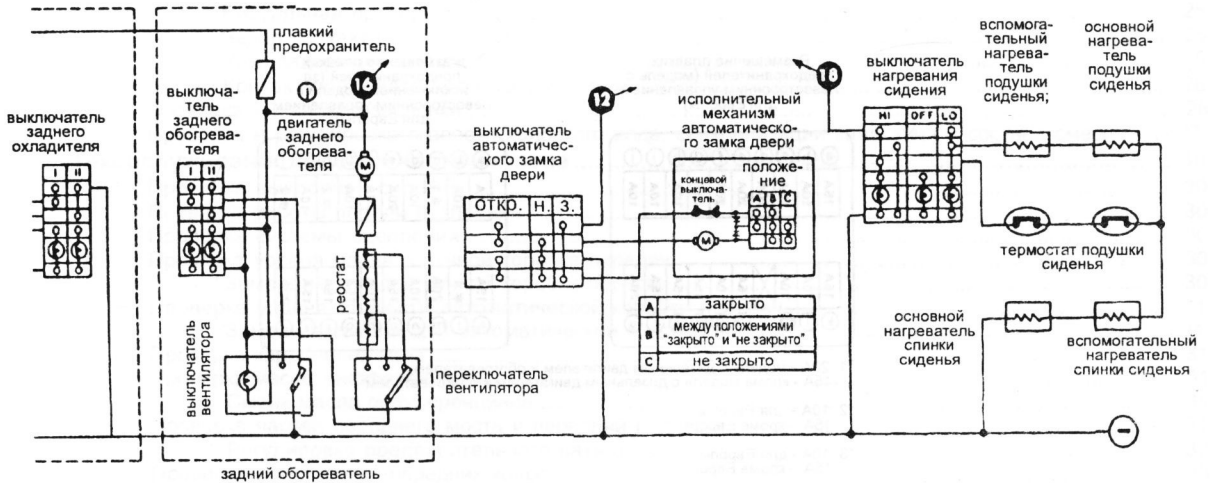 плавкий
предохранитель
16
j
выключа-
тель
заднего
обогрева-
теля
I II
двигатель
заднего
обогрева-
теля
M
выключатель
заднего
охладителя
I II
реостат
выключатель
вентилятора
переключатель
вентилятора
задний обогреватель
12
выключатель
автоматичес-
кого замка
двери
ОТКР. Н. З.
исполнительный
механизм
автоматическо-
го замка двери
концевой
выключа-
тель
положе-
ние
A B C
M
A закрыто
B между положениями
"закрыто" и "не закрыто"
C не закрыто
18
выключатель
нагревания
сидения
HI OFF LO
вспомога-
тельный
нагрева-
тель
подушки
сиденья;
основной
нагрева-
тель
подушки
сиденья
термостат подушки
сиденья
основной
нагреватель
спинки
сиденья
вспомогательный
нагреватель
спинки сиденья
−